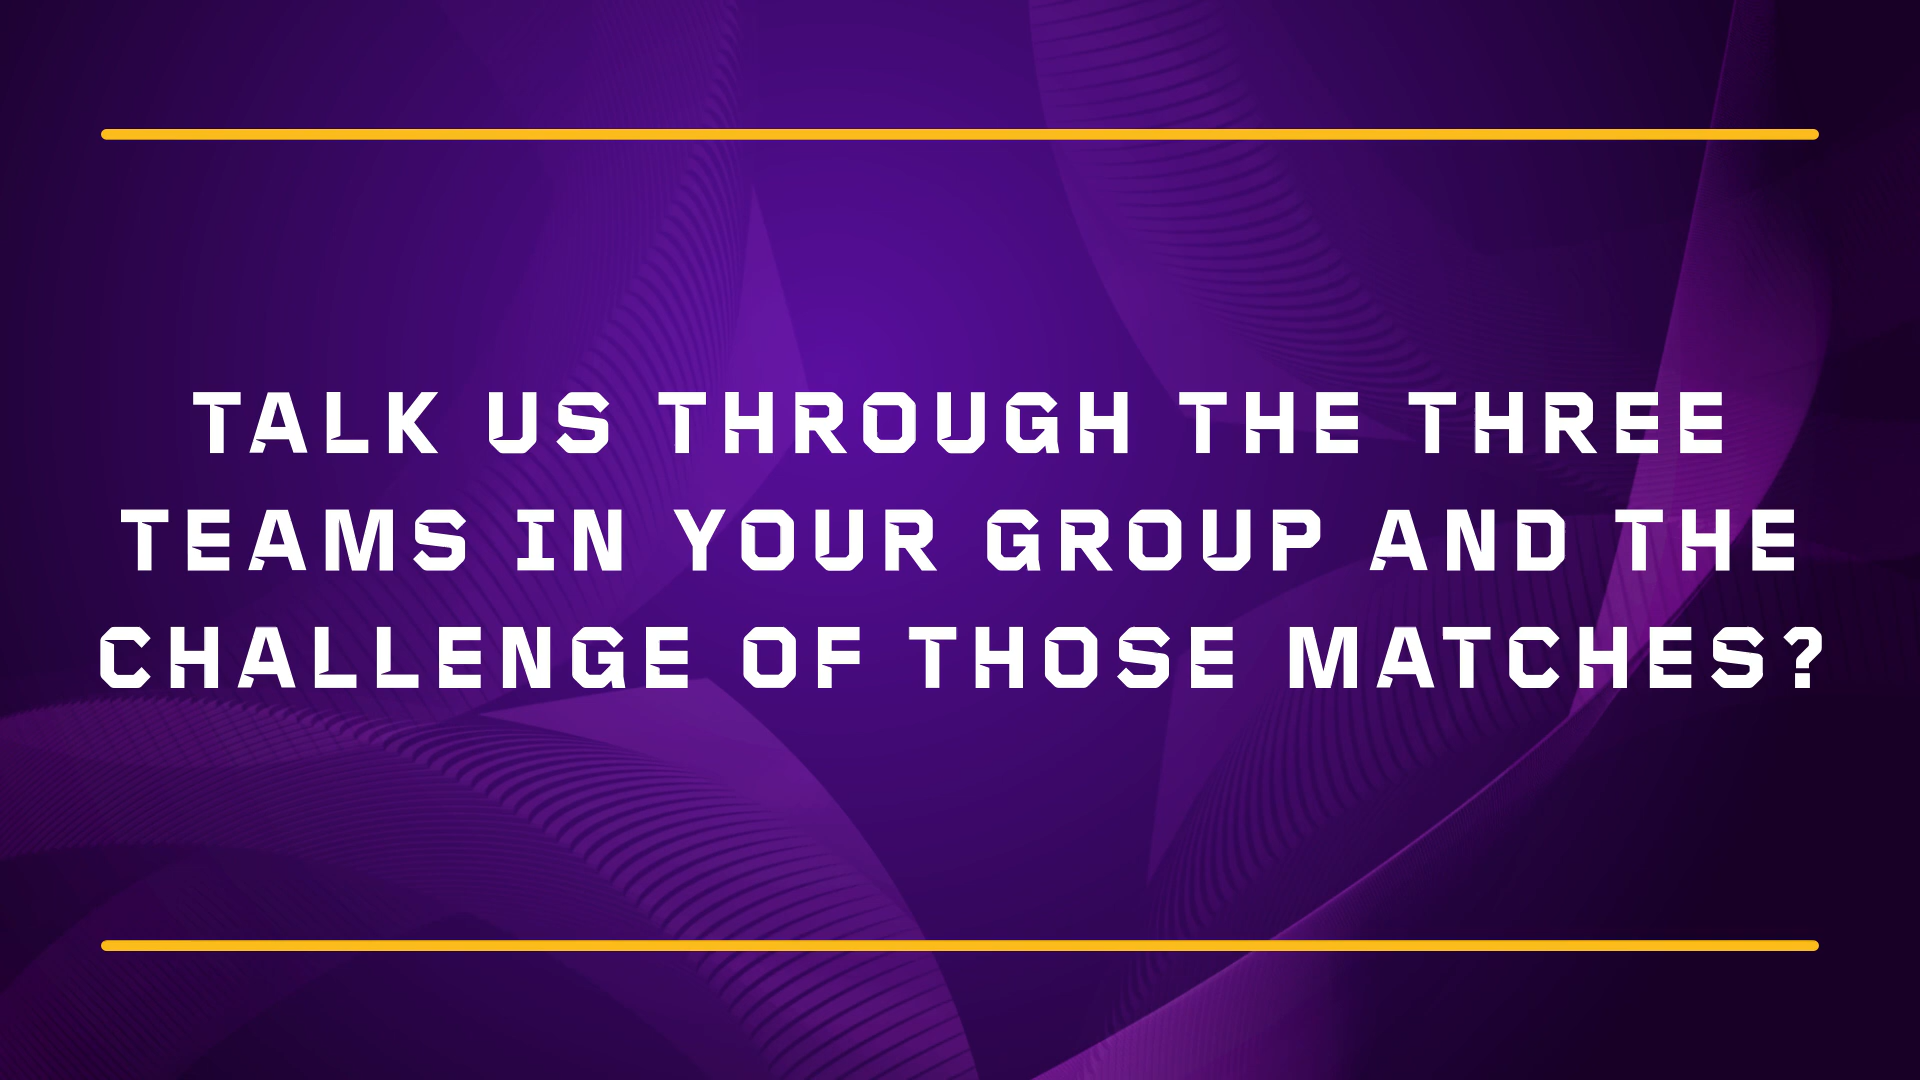 TALK US THROUGH THE THREE
TEAMS IN YOUR GROUP AND THE
CHALLENGE OF THOSE MATCHES?